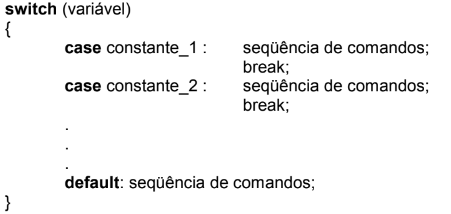 switch (variável)
{
case constante_1 : seqüência de comandos;
break;
case constante_2 : seqüência de comandos;
break;
.
.
.
default: seqüência de comandos;
}